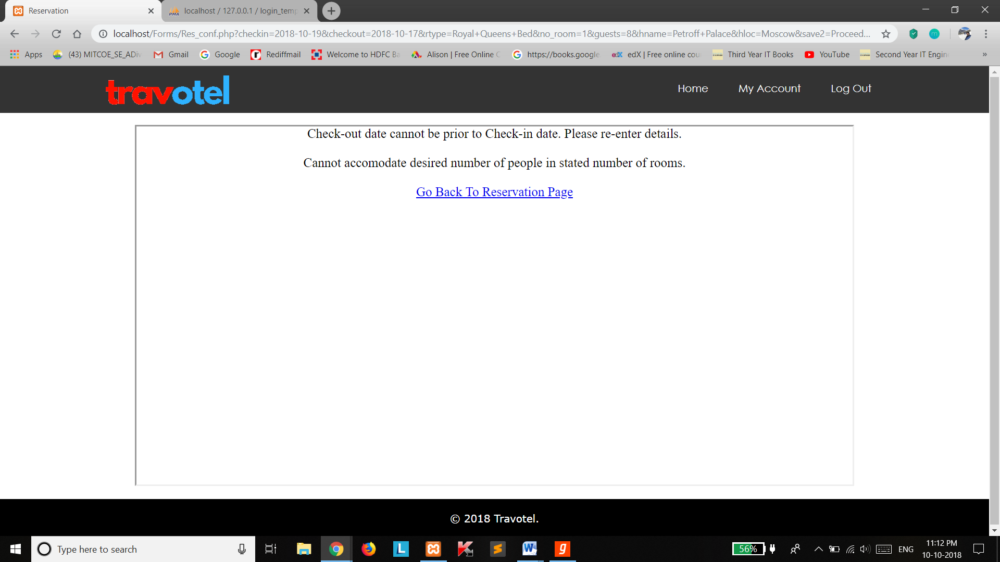 Reservation
localhost / 127.0.0.1 / login_temp
localhost/Forms/Res_conf.php?checkin=2018-10-19&checkout=2018-10-17&rtype=Royal+Queens+Bed&no_room=1&guests=8&hname=Petroff+Palace&hloc=Moscow&save2=Proceed...
Apps (43) MITCOE_SE_ADiv Gmail Google Rediffmail Welcome to HDFC Ba Alison | Free Online C https://books.google. edX | Free online cou Third Year IT Books YouTube Second Year IT Engin »
travotel
Home My Account Log Out
Check-out date cannot be prior to Check-in date. Please re-enter details.
Cannot accomodate desired number of people in stated number of rooms.
Go Back To Reservation Page
© 2018 Travotel.
Type here to search
56%
ENG
11:12 PM
10-10-2018